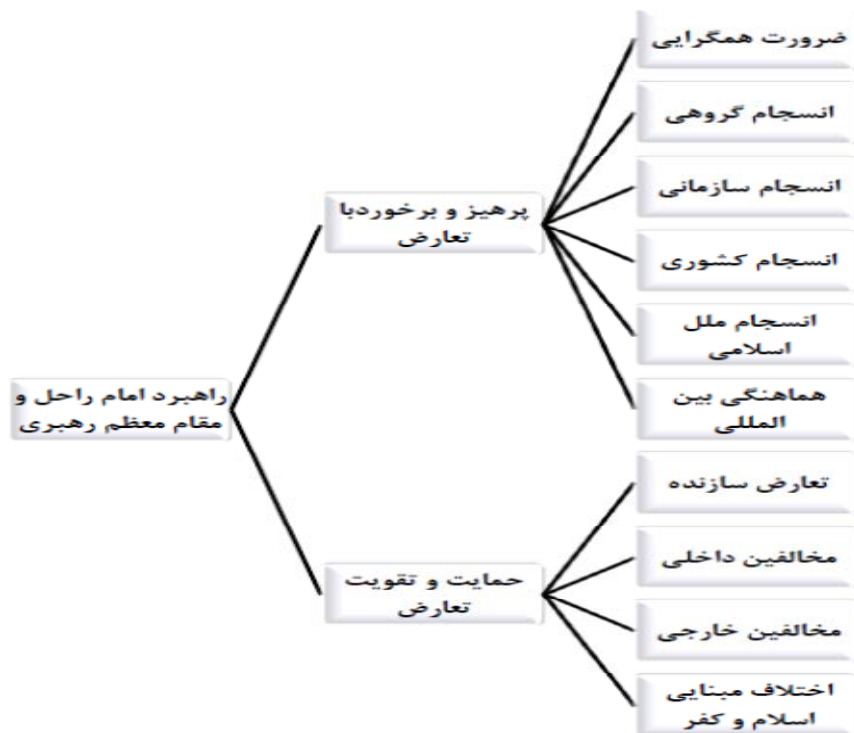 ضرورت همگرایی
انسجام گروهی
انسجام سازمانی
پرهیز و برخوردبا
تعارض
انسجام کشوری
انسجام ملل
اسلامی
هماهنگی بین
المللی
راهبرد امام راحل و
مقام معظم رهبری
تعارض سازنده
مخالفین داخلی
حمایت و تقویت
تعارض
مخالفین خارجی
اختلاف مبنایی
اسلام و کفر